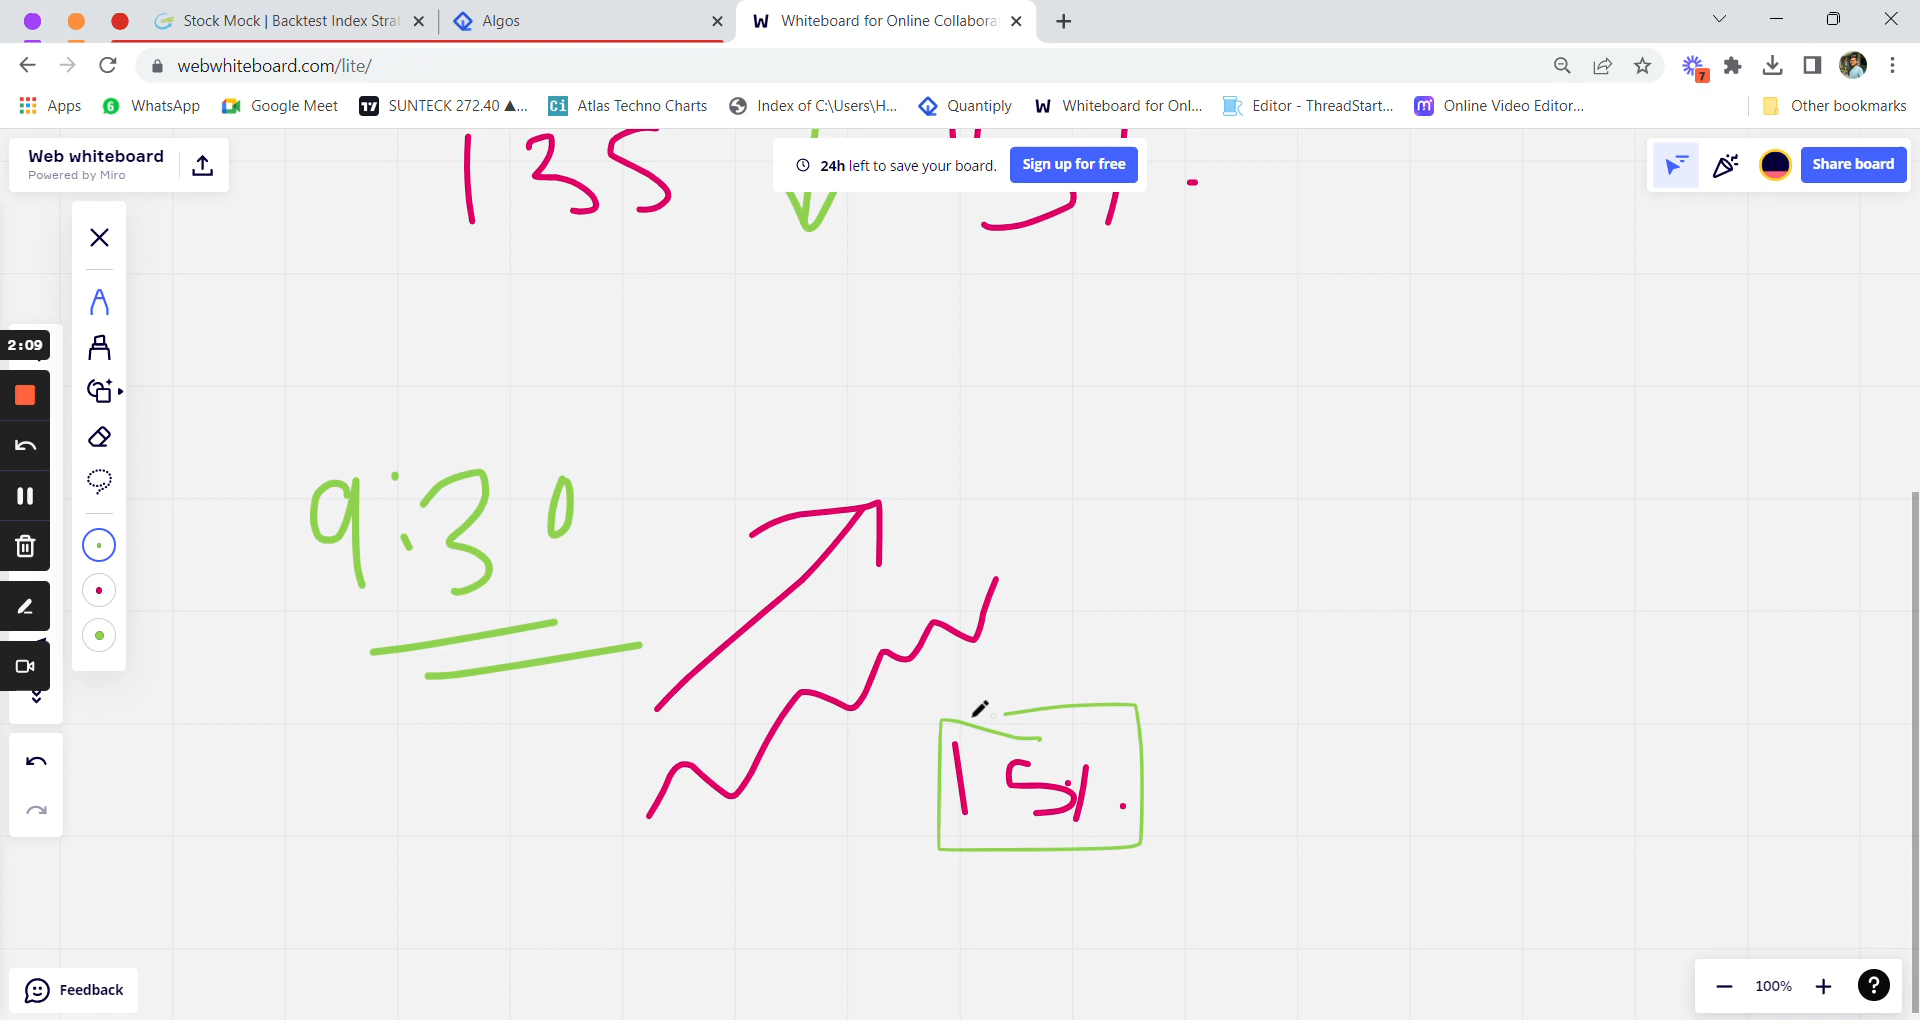 Stock Mock | Backtest Index Strat
Algos
Whiteboard for Online Collabora
webwhiteboard.com/lite/
7
Apps
WhatsApp
Google Meet
SUNTECK 272.40 ▲...
Atlas Techno Charts
Index of C:\Users\H...
Quantiply
Whiteboard for Onl...
Editor - ThreadStart...
Online Video Editor...
Other bookmarks
Web whiteboard
Powered by Miro
135
24h left to save your board.
Sign up for free
Share board
2:09
9:30
Feedback
100%
?